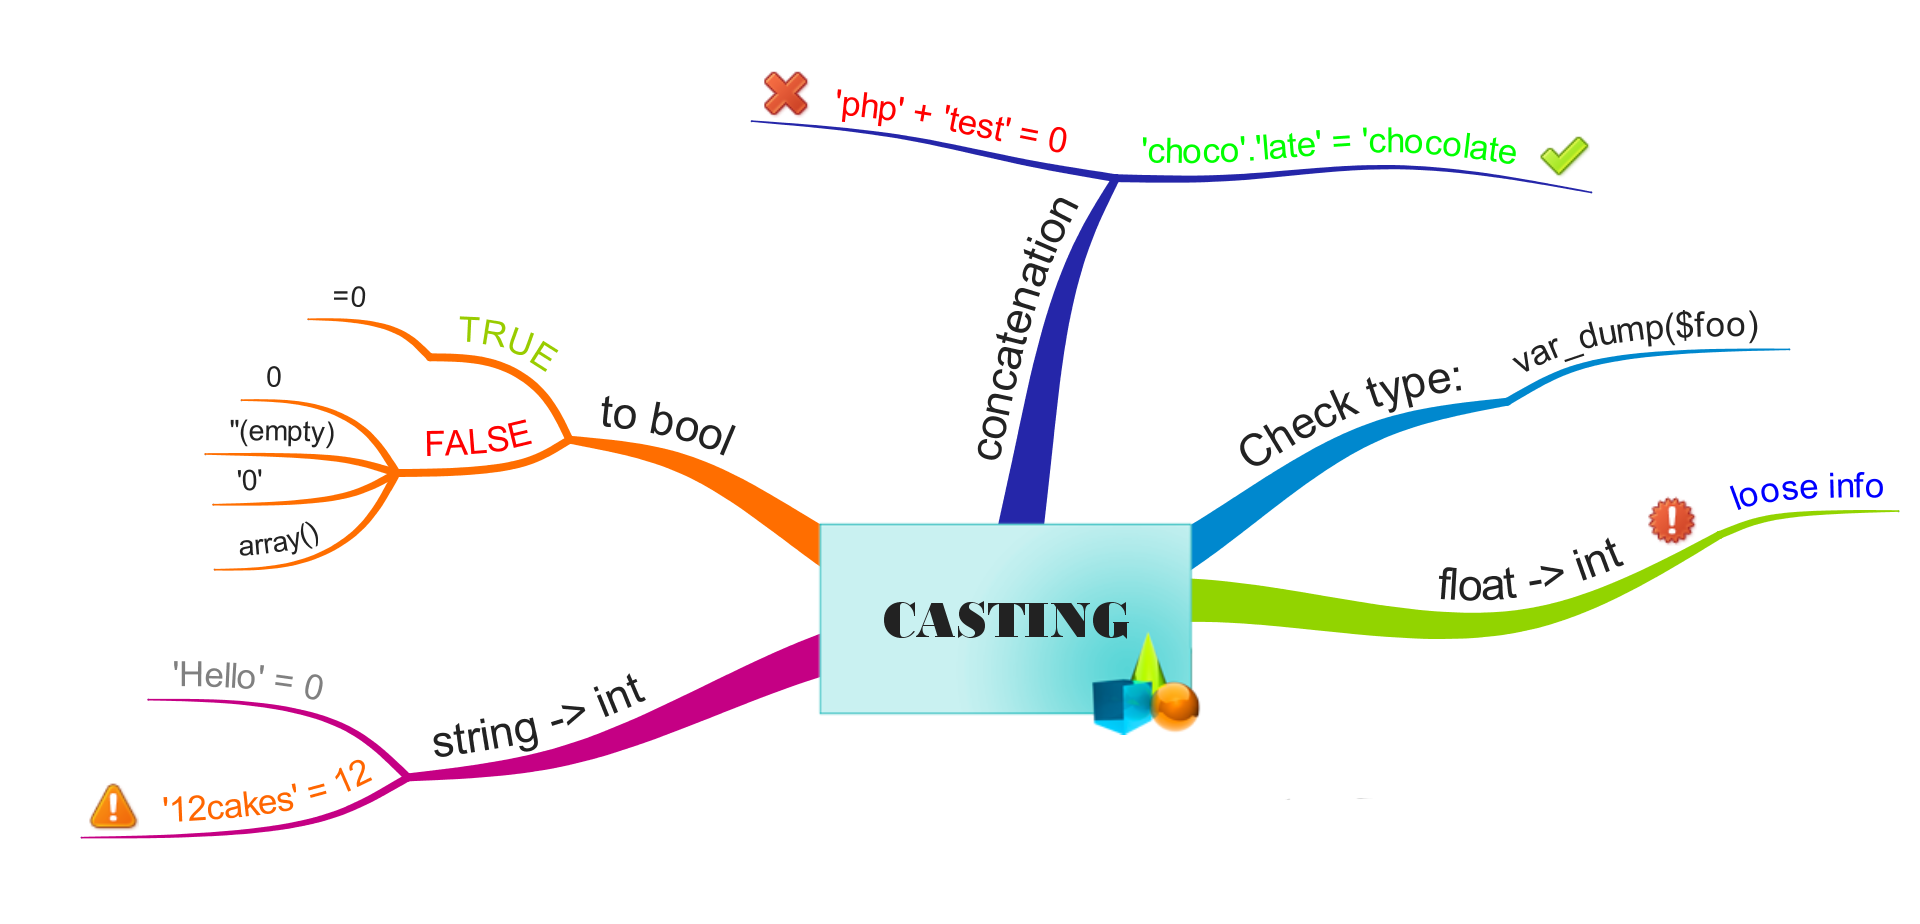 CASTING
concatenation
'php' + 'test' = 0
'choco'.'late' = 'chocolate
Check type:
var_dump($foo)
float -> int
loose info
to bool
TRUE
=0
FALSE
0
"(empty)
'0'
array()
string -> int
'Hello' = 0
'12cakes' = 12